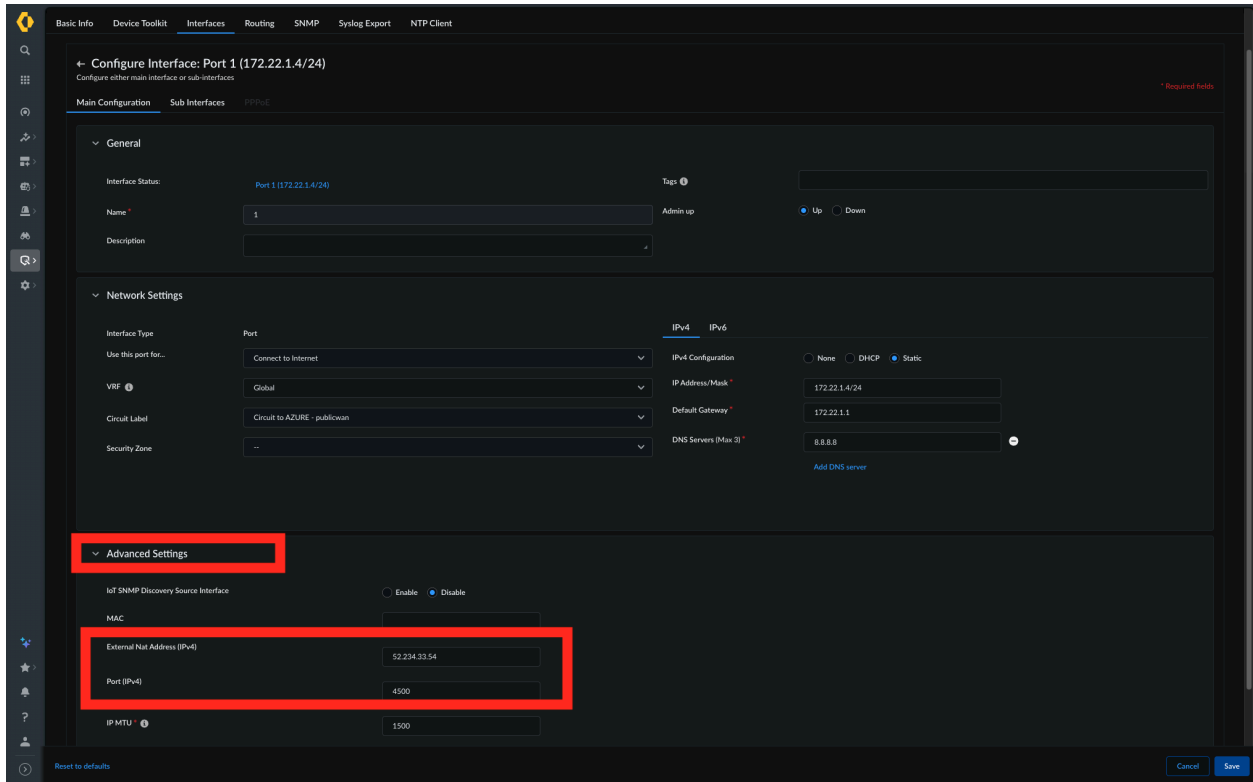 Basic Info Device Toolkit Interfaces Routing SNMP Syslog Export NTP Client
← Configure Interface: Port 1 (172.22.1.4/24)
Configure either main interface or sub-interfaces
* Required fields
Main Configuration Sub Interfaces PPPoE
General
Interface Status: Port 1 (172.22.1.4/24) Tags
Name * 1 Admin up Up Down
Description
Network Settings
IPv4 IPv6
Interface Type Port
Use this port for... Connect to Internet IPv4 Configuration None DHCP Static
VRF Global IP Address/Mask * 172.22.1.4/24
Circuit Label Circuit to AZURE - publicwan Default Gateway * 172.22.1.1
Security Zone -- DNS Servers (Max 3) * 8.8.8.8
Add DNS server
Advanced Settings
IoT SNMP Discovery Source Interface Enable Disable
MAC
External Nat Address (IPv4) 52.234.33.54
Port (IPv4) 4500
IP MTU * 1500
Reset to defaults Cancel Save